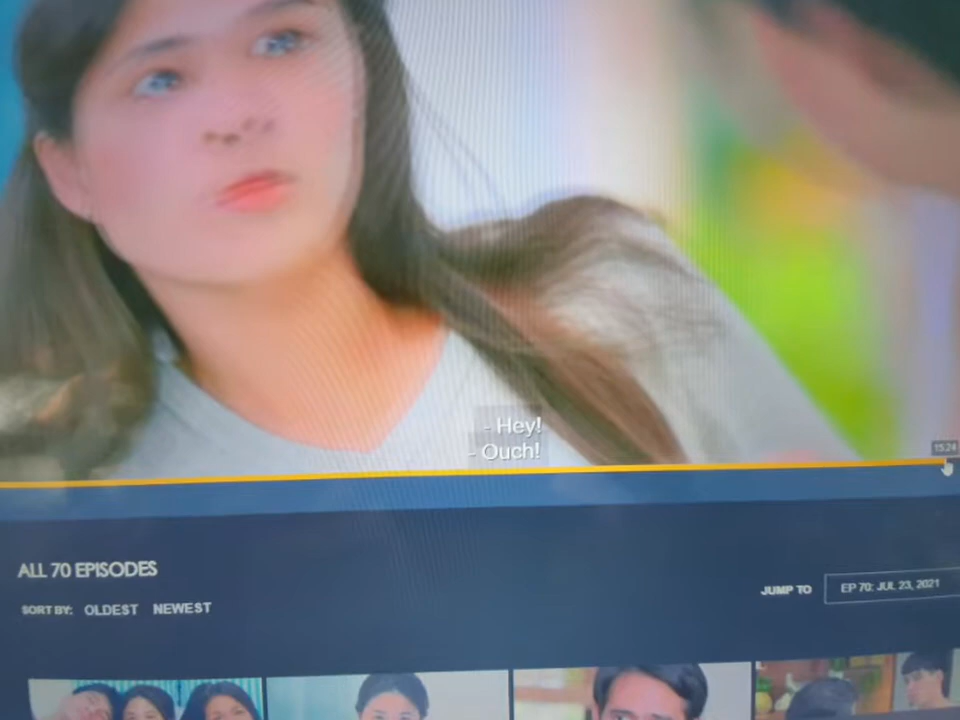 - Hey!
- Ouch!
15:24
ALL 70 EPISODES
SORT BY: OLDEST NEWEST
JUMP TO EP 70: JUL 23, 2021